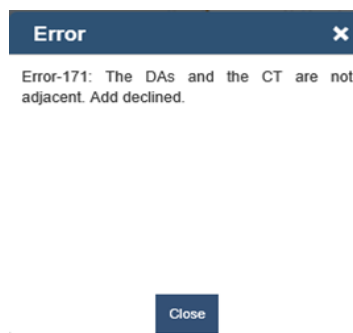 Error
Error-171: The DAs and the CT are not
adjacent. Add declined.
Close